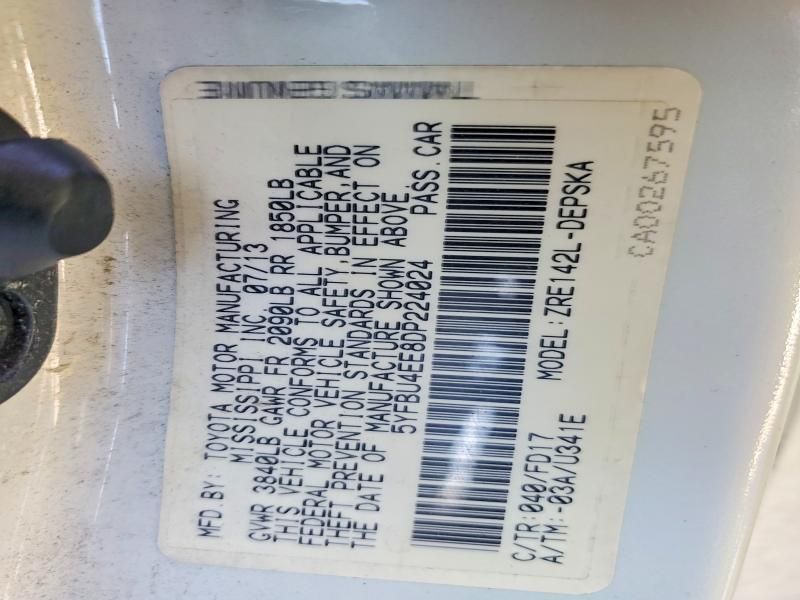 MFD.BY: TOYOTA MOTOR MANUFACTURING
MISSISSIPPI INC. 07/13
GVWR 3840LB GAWR FR 2090LB RR 1850LB
THIS VEHICLE CONFORMS TO ALL APPLICABLE
FEDERAL MOTOR VEHICLE SAFETY, BUMPER, AND
THEFT PREVENTION STANDARDS IN EFFECT ON
THE DATE OF MANUFACTURE SHOWN ABOVE.
5YFBU4EE8DP224024 PASS.CAR
C/TR:040/FD17 MODEL:ZRE142L-DEPSKA
A/TM:-03A/U341E
CA00267595